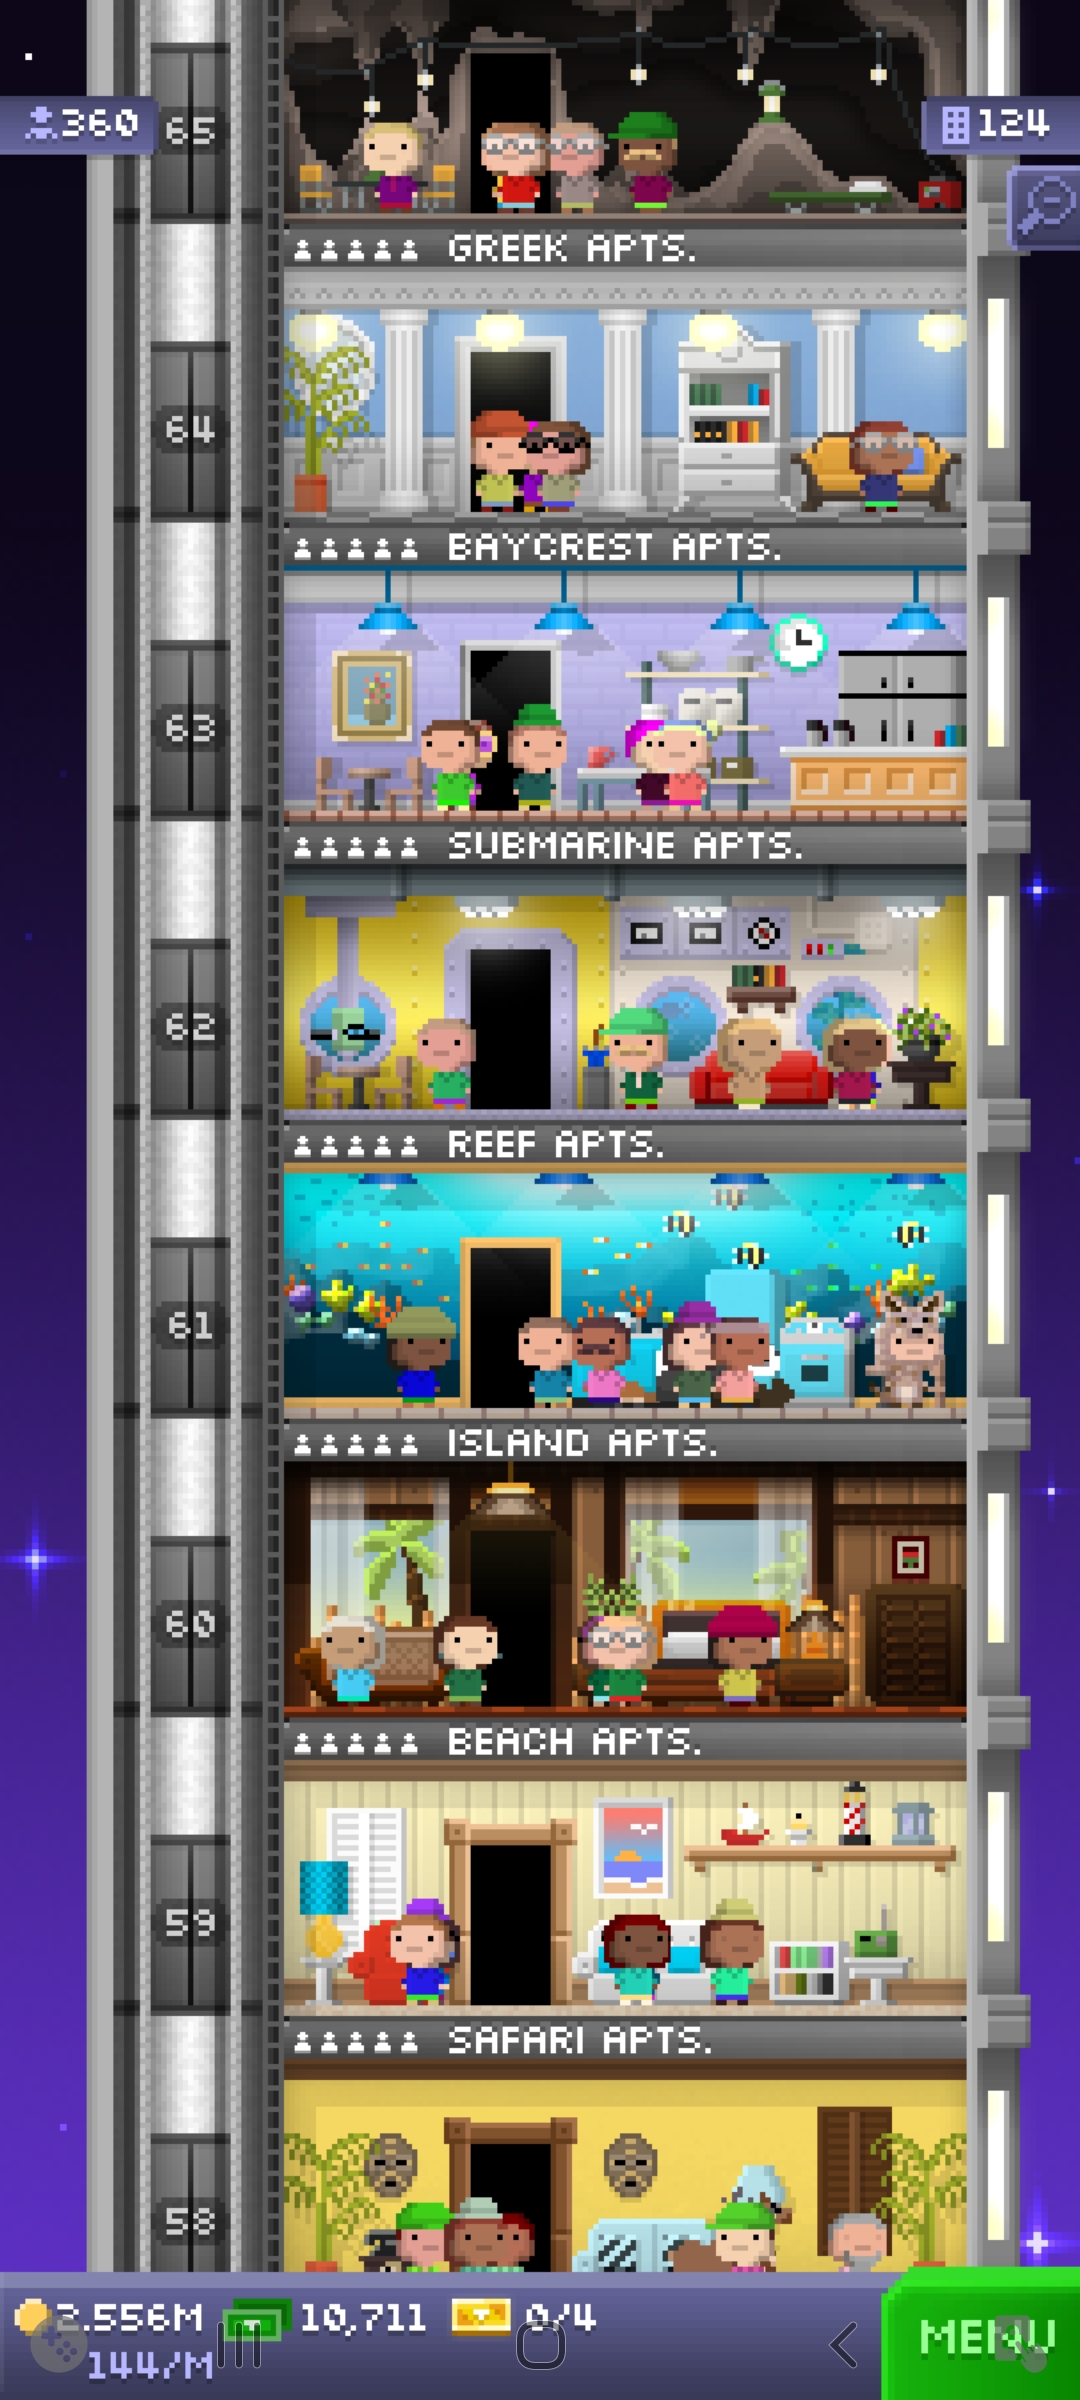 360
65
124
GREEK APTS.
64
BAYCREST APTS.
63
SUBMARINE APTS.
62
REEF APTS.
61
ISLAND APTS.
60
BEACH APTS.
59
SAFARI APTS.
58
3.556M 10,711 0/4
144/M
MENU